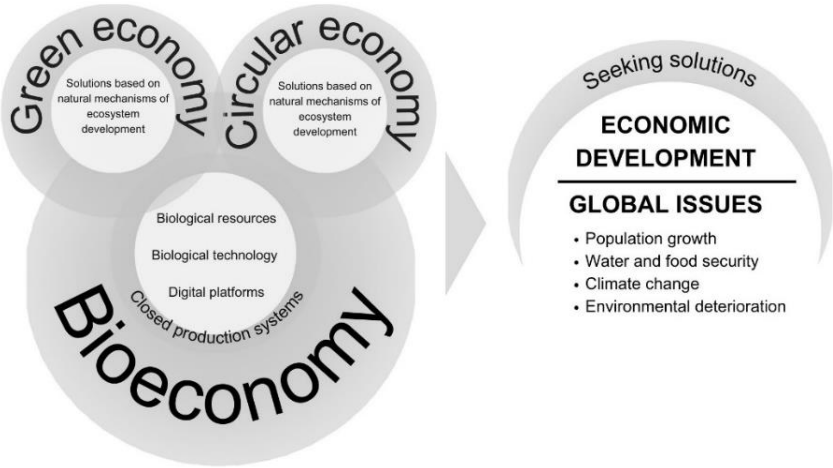 Green economy
Solutions based on
natural mechanisms of
ecosystem
development
Circular economy
Solutions based on
natural mechanisms of
ecosystem
development
Biological resources
Biological technology
Digital platforms
Closed production systems
Bioeconomy
Seeking solutions
ECONOMIC
DEVELOPMENT
GLOBAL ISSUES
• Population growth
• Water and food security
• Climate change
• Environmental deterioration